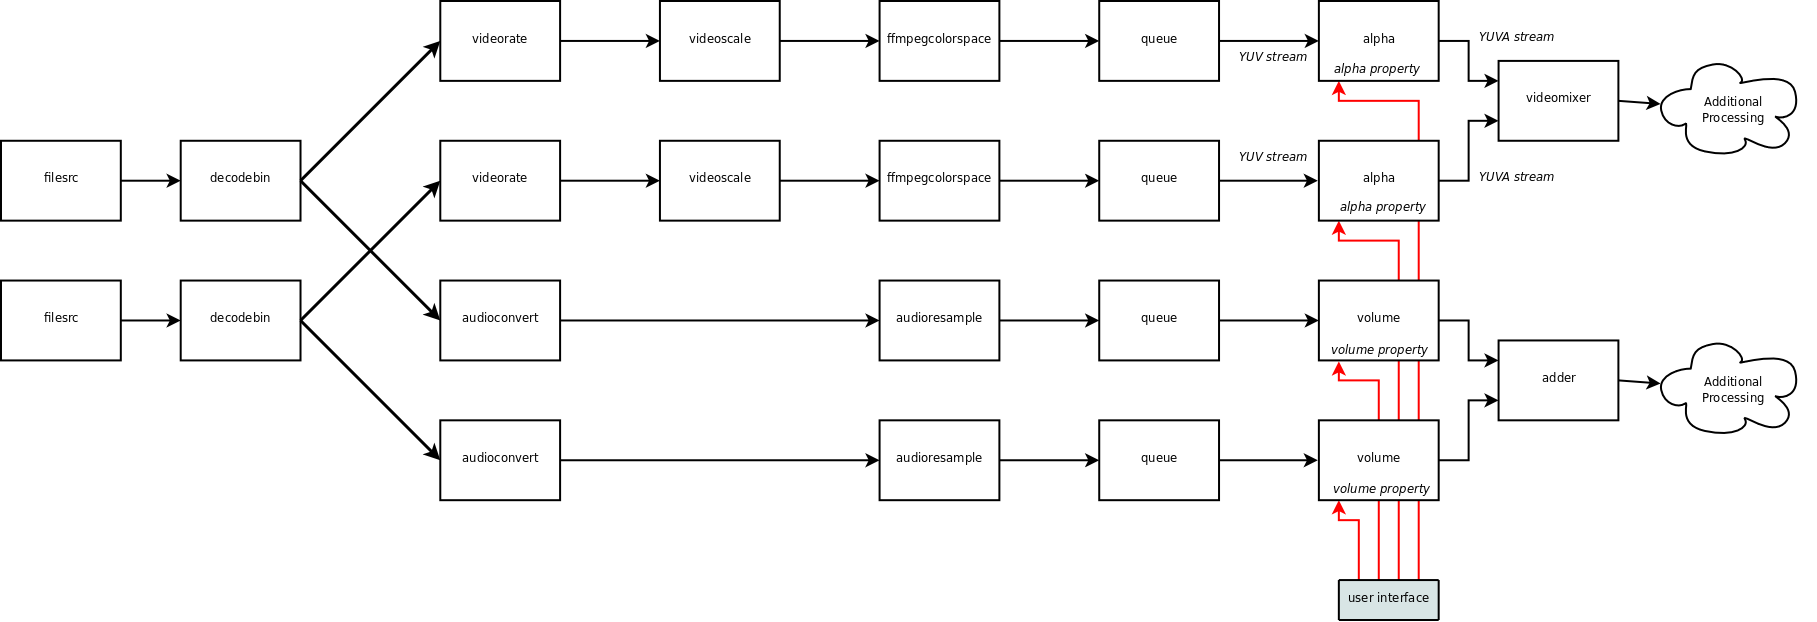 videorate
videoscale
ffmpegcolorspace
queue
YUV stream
alpha
alpha property
YUVA stream
videomixer
Additional
Processing
filesrc
decodebin
videorate
videoscale
ffmpegcolorspace
queue
YUV stream
alpha
alpha property
YUVA stream
filesrc
decodebin
audioconvert
audioresample
queue
volume
volume property
adder
Additional
Processing
audioconvert
audioresample
queue
volume
volume property
user interface